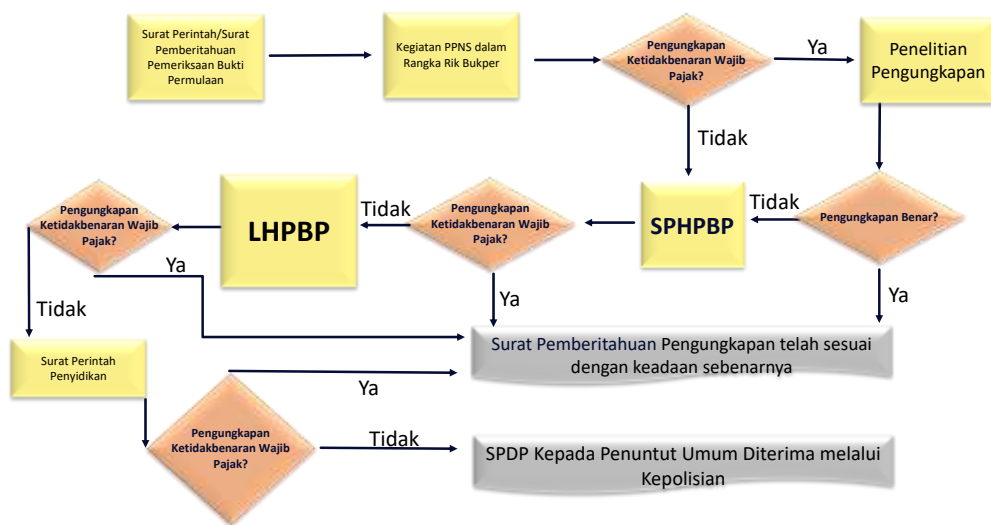 Surat Perintah/Surat
Pemberitahuan
Pemeriksaan Bukti
Permulaan
Kegiatan PPNS dalam
Rangka Rik Bukper
Pengungkapan
Ketidakbenaran Wajib
Pajak?
Ya
Penelitian
Pengungkapan
Tidak
Pengungkapan
Ketidakbenaran Wajib
Pajak?
LHPBP
Tidak
Pengungkapan
Ketidakbenaran Wajib
Pajak?
SPHPBP
Tidak
Pengungkapan Benar?
Ya
Tidak
Ya
Ya
Surat Perintah
Penyidikan
Surat Pemberitahuan Pengungkapan telah sesuai
dengan keadaan sebenarnya
Ya
Pengungkapan
Ketidakbenaran Wajib
Pajak?
Tidak
SPDP Kepada Penuntut Umum Diterima melalui
Kepolisian